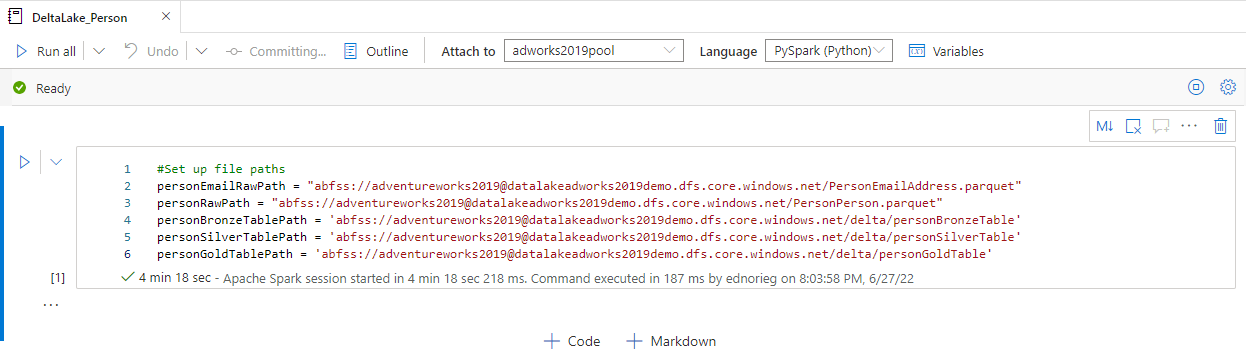 DeltaLake_Person
Run all Undo Committing... Outline Attach to adworks2019pool Language PySpark (Python) Variables
Ready
M↓
1 #Set up file paths
2 personEmailRawPath = "abfss://adventureworks2019@datalakeadworks2019demo.dfs.core.windows.net/PersonEmailAddress.parquet"
3 personRawPath = "abfss://adventureworks2019@datalakeadworks2019demo.dfs.core.windows.net/PersonPerson.parquet"
4 personBronzeTablePath = 'abfss://adventureworks2019@datalakeadworks2019demo.dfs.core.windows.net/delta/personBronzeTable'
5 personSilverTablePath = 'abfss://adventureworks2019@datalakeadworks2019demo.dfs.core.windows.net/delta/personSilverTable'
6 personGoldTablePath = 'abfss://adventureworks2019@datalakeadworks2019demo.dfs.core.windows.net/delta/personGoldTable'
[1] 4 min 18 sec - Apache Spark session started in 4 min 18 sec 218 ms. Command executed in 187 ms by ednorieg on 8:03:58 PM, 6/27/22
+ Code + Markdown